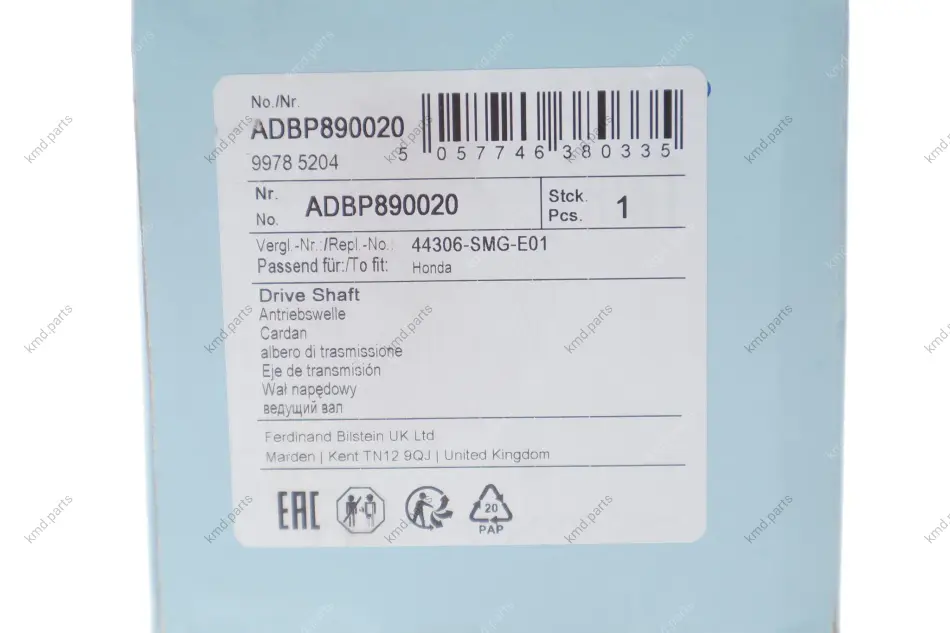 No./Nr.
ADBP890020
9978 5204
5 057746 380335
Nr.
No.
ADBP890020
Stck.
Pcs.
1
Vergl.-Nr.:/Repl.-No.: 44306-SMG-E01
Passend für:/To fit: Honda
Drive Shaft
Antriebswelle
Cardan
albero di trasmissione
Eje de transmisión
Wał napędowy
ведущий вал
Ferdinand Bilstein UK Ltd
Marden | Kent TN12 9QJ | United Kingdom
EAC
20
PAP
kmd.parts